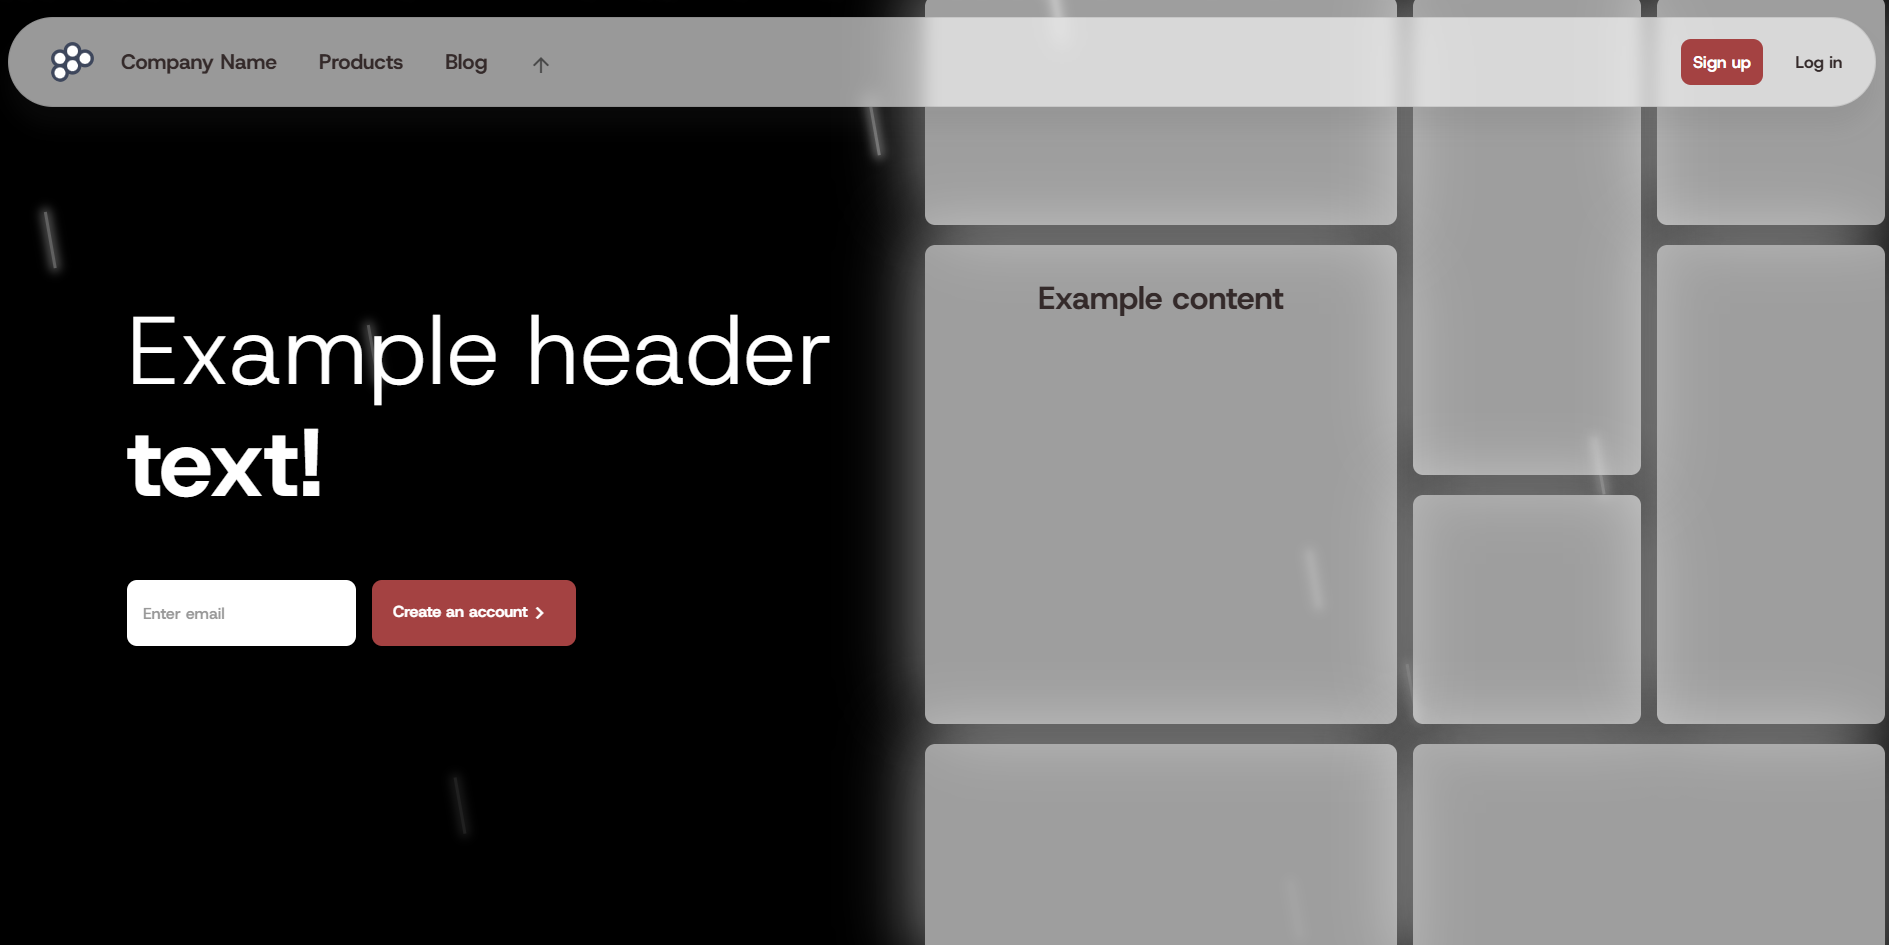 Company Name Products Blog
Sign up Log in
Example header
text!
Enter email
Create an account
Example content